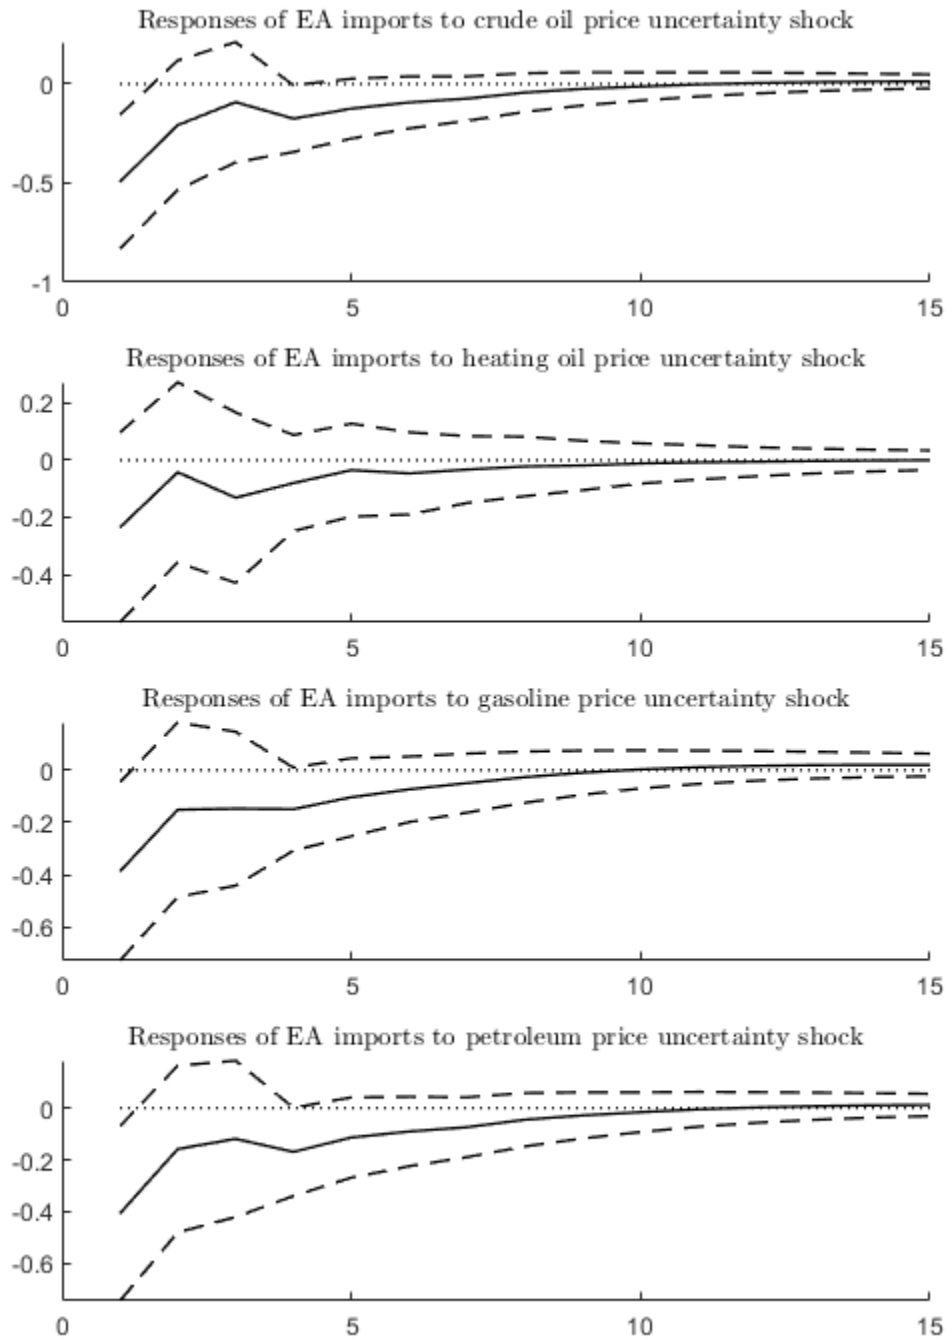 Responses of EA imports to crude oil price uncertainty shock
0
-0.5
-1
0 5 10 15
Responses of EA imports to heating oil price uncertainty shock
0.2
0
-0.2
-0.4
0 5 10 15
Responses of EA imports to gasoline price uncertainty shock
0
-0.2
-0.4
-0.6
0 5 10 15
Responses of EA imports to petroleum price uncertainty shock
0
-0.2
-0.4
-0.6
0 5 10 15